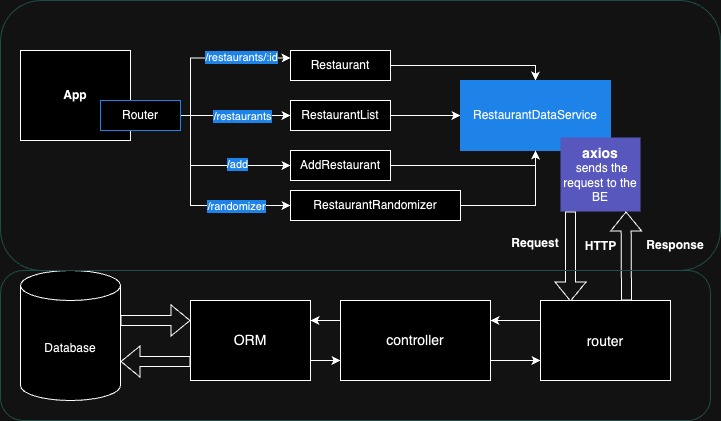 App
Router
/restaurants/:id
/restaurants
/add
/randomizer
Restaurant
RestaurantList
AddRestaurant
RestaurantRandomizer
RestaurantDataService
axios
sends the
request to the
BE
Request
HTTP
Response
Database
ORM
controller
router